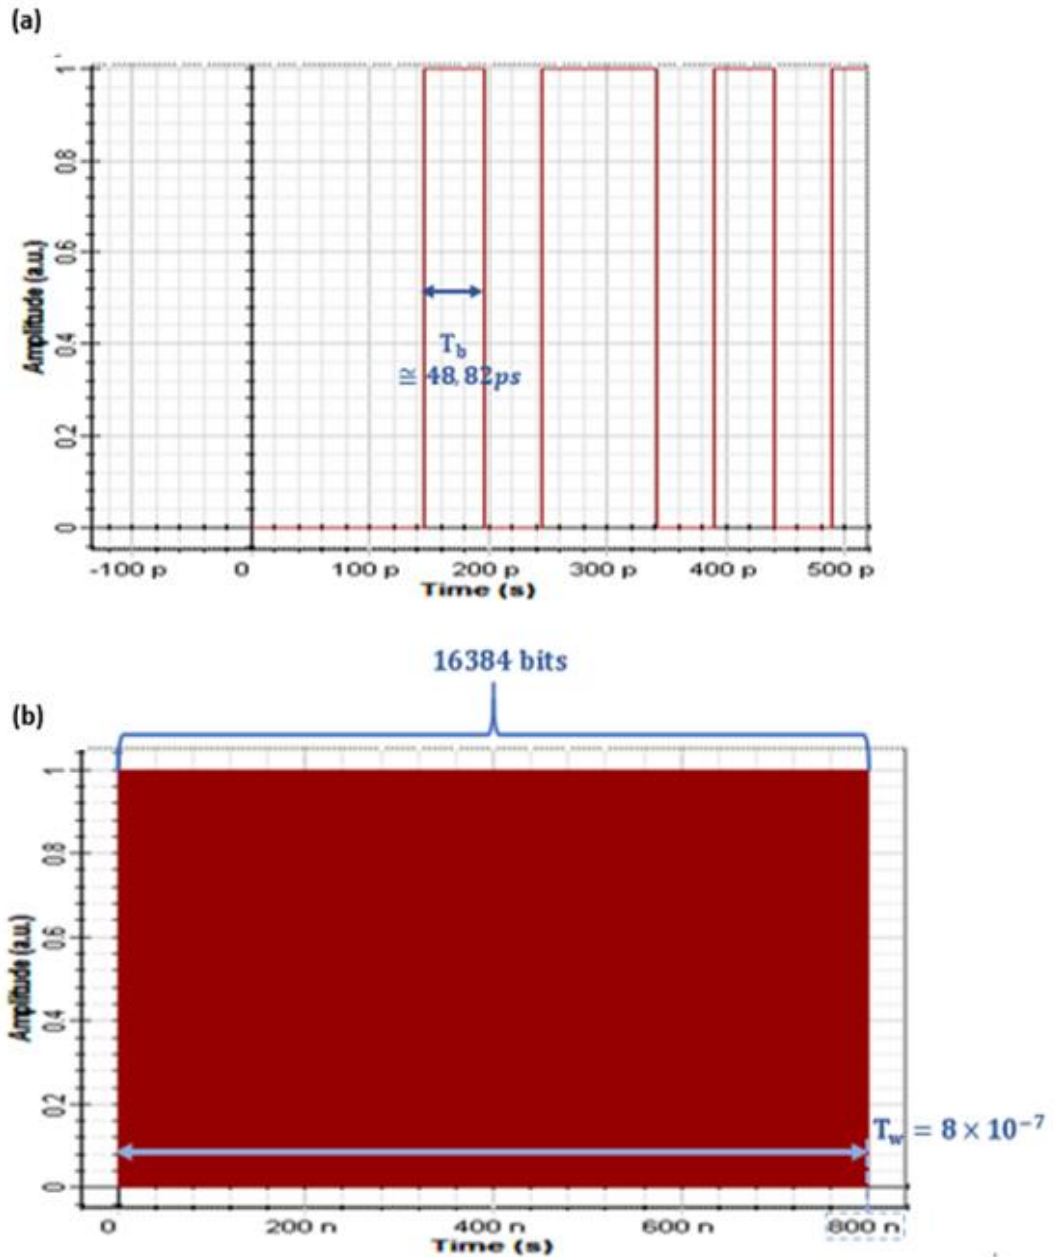 (a)
1
0.8
0.6
0.4
0.2
0
Amplitude (a.u.)
T_b
≅ 48,82ps
-100 p 0 100 p 200 p 300 p 400 p 500 p
Time (s)
16384 bits
(b)
1
0.8
0.6
0.4
0.2
0
Amplitude (a.u.)
T_w = 8 × 10⁻⁷
0 200 n 400 n 600 n 800 n
Time (s)